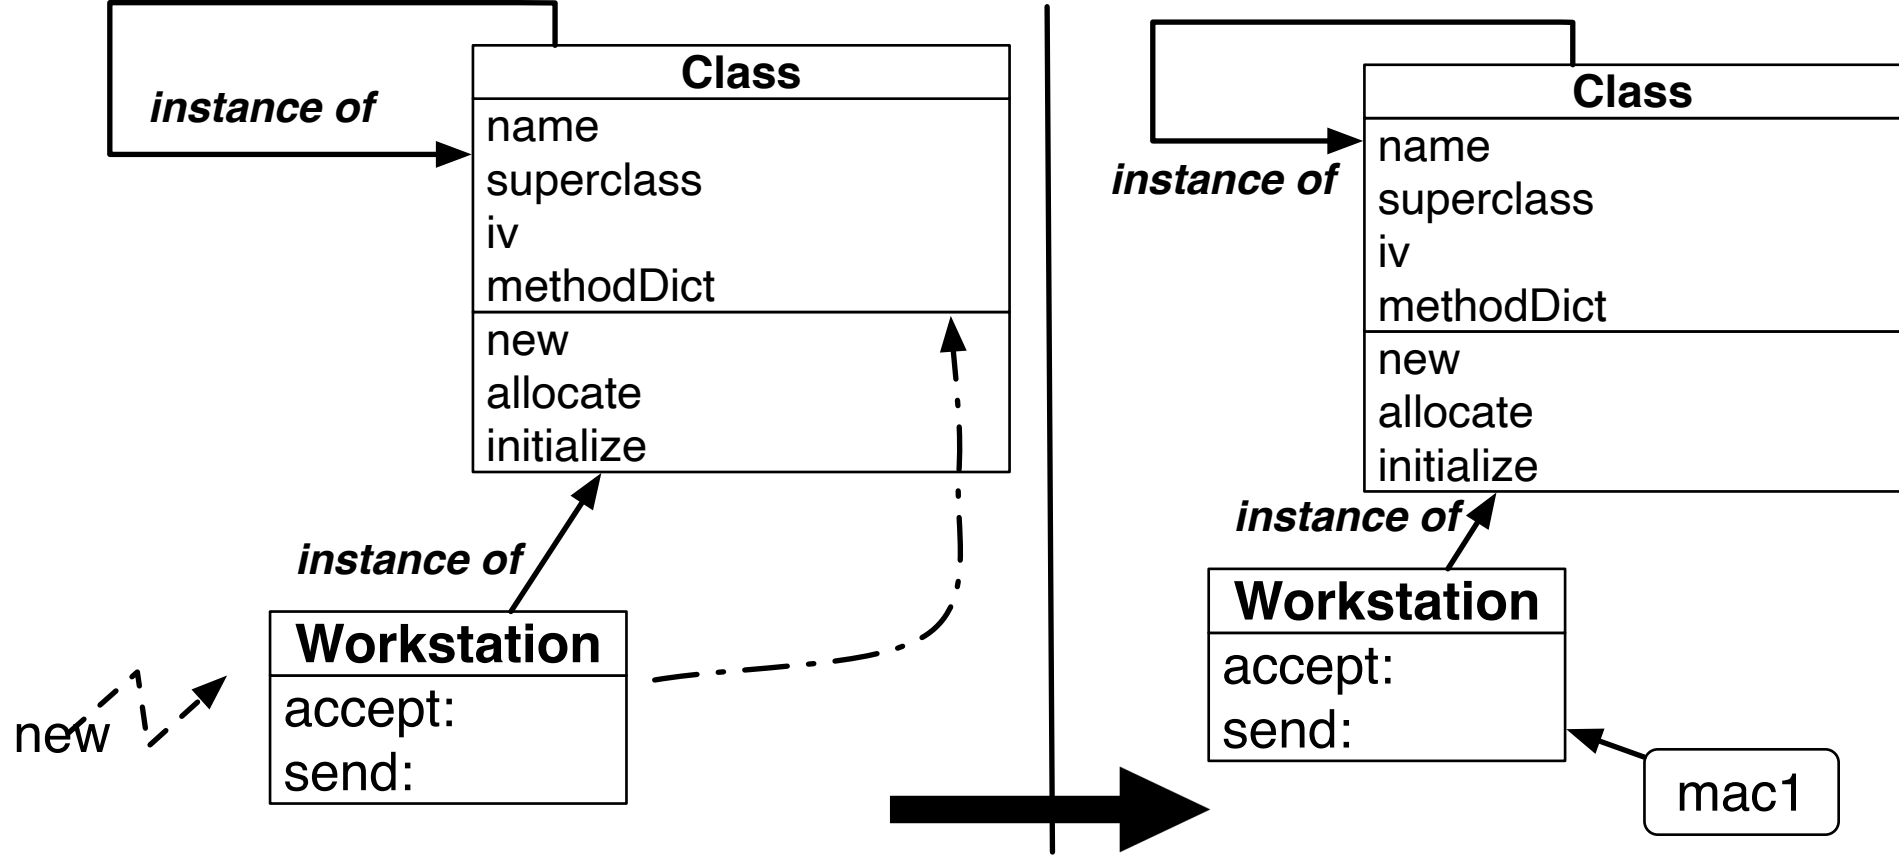 Class
instance of
name
superclass
iv
methodDict
new
allocate
initialize
instance of
Workstation
accept:
send:
new
Class
name
instance of
superclass
iv
methodDict
new
allocate
initialize
instance of
Workstation
accept:
send:
mac1